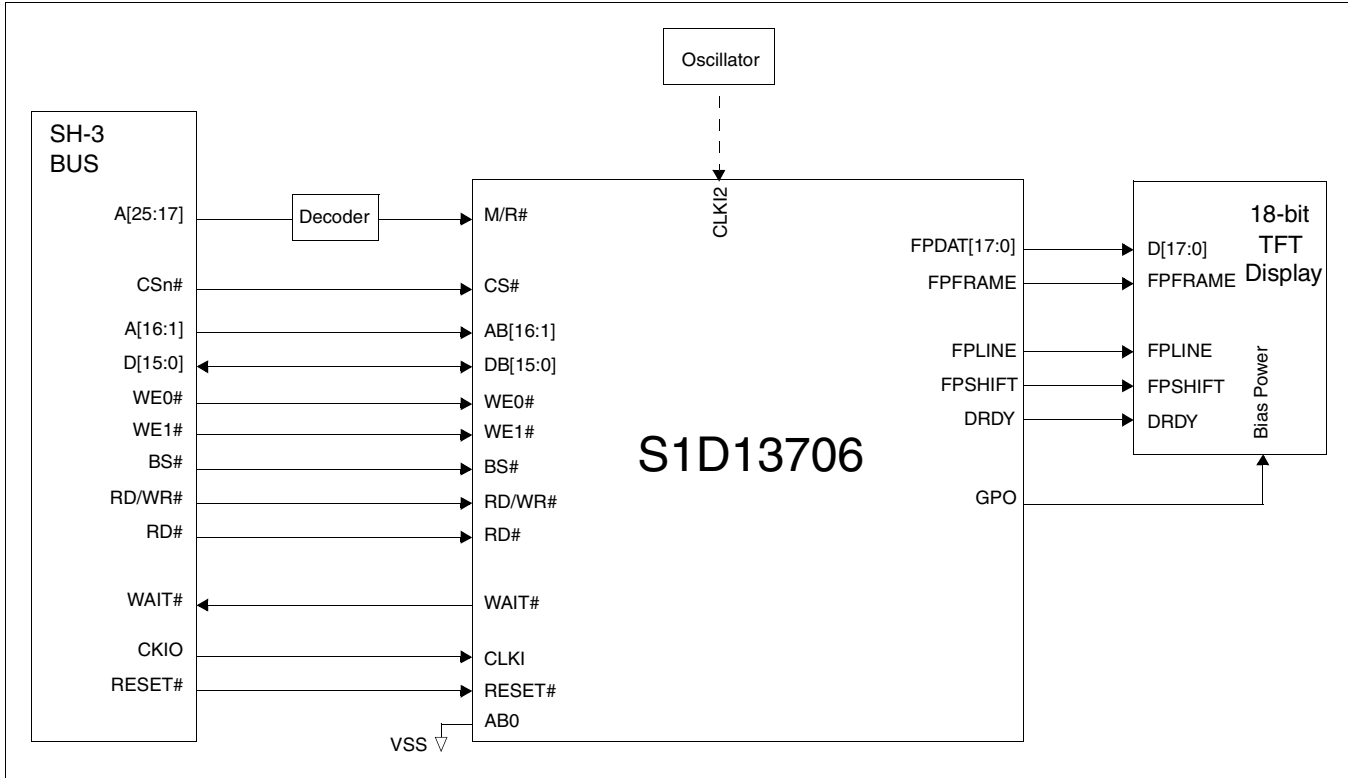 Oscillator
SH-3
BUS
A[25:17]
Decoder
M/R#
CLKI2
CSn#
CS#
A[16:1]
AB[16:1]
D[15:0]
DB[15:0]
WE0#
WE0#
WE1#
WE1#
BS#
BS#
RD/WR#
RD/WR#
RD#
RD#
WAIT#
WAIT#
CKIO
CLKI
RESET#
RESET#
AB0
VSS
S1D13706
FPDAT[17:0]
FPFRAME
FPLINE
FPSHIFT
DRDY
GPO
18-bit
TFT
Display
D[17:0]
FPFRAME
FPLINE
FPSHIFT
DRDY
Bias Power